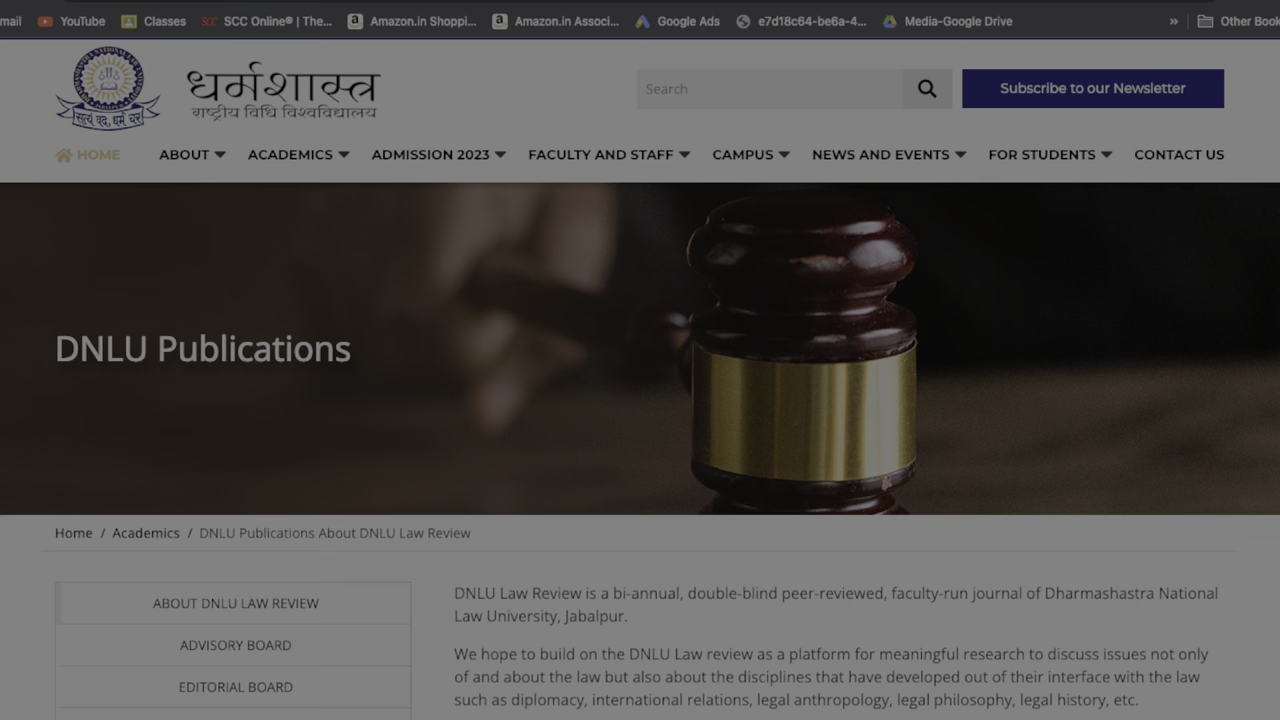 mail YouTube Classes SCC SCC Online® | The... Amazon.in Shoppi... Amazon.in Associ... Google Ads e7d18c64-be6a-4... Media-Google Drive » Other Book
धर्मशास्त्र
राष्ट्रीय विधि विश्वविद्यालय
सत्यं वद, धर्मं चर
Search
Subscribe to our Newsletter
HOME ABOUT ACADEMICS ADMISSION 2023 FACULTY AND STAFF CAMPUS NEWS AND EVENTS FOR STUDENTS CONTACT US
DNLU Publications
Home / Academics / DNLU Publications About DNLU Law Review
ABOUT DNLU LAW REVIEW
ADVISORY BOARD
EDITORIAL BOARD
DNLU Law Review is a bi-annual, double-blind peer-reviewed, faculty-run journal of Dharmashastra National
Law University, Jabalpur.
We hope to build on the DNLU Law review as a platform for meaningful research to discuss issues not only
of and about the law but also about the disciplines that have developed out of their interface with the law
such as diplomacy, international relations, legal anthropology, legal philosophy, legal history, etc.